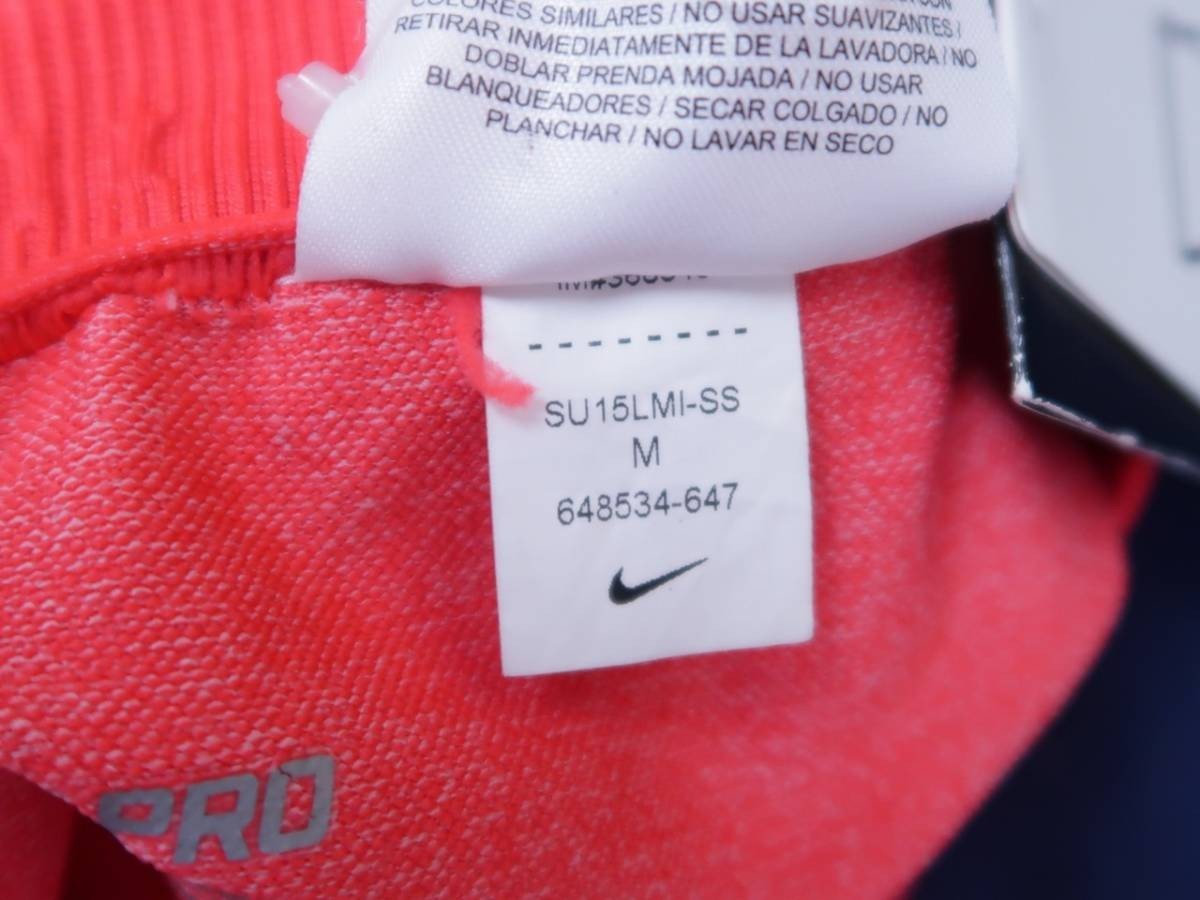 COLORES SIMILARES / NO USAR SUAVIZANTES /
RETIRAR INMEDIATAMENTE DE LA LAVADORA / NO
DOBLAR PRENDA MOJADA / NO USAR
BLANQUEADORES / SECAR COLGADO / NO
PLANCHAR / NO LAVAR EN SECO
--------
SU15LMI-SS
M
648534-647
PRO